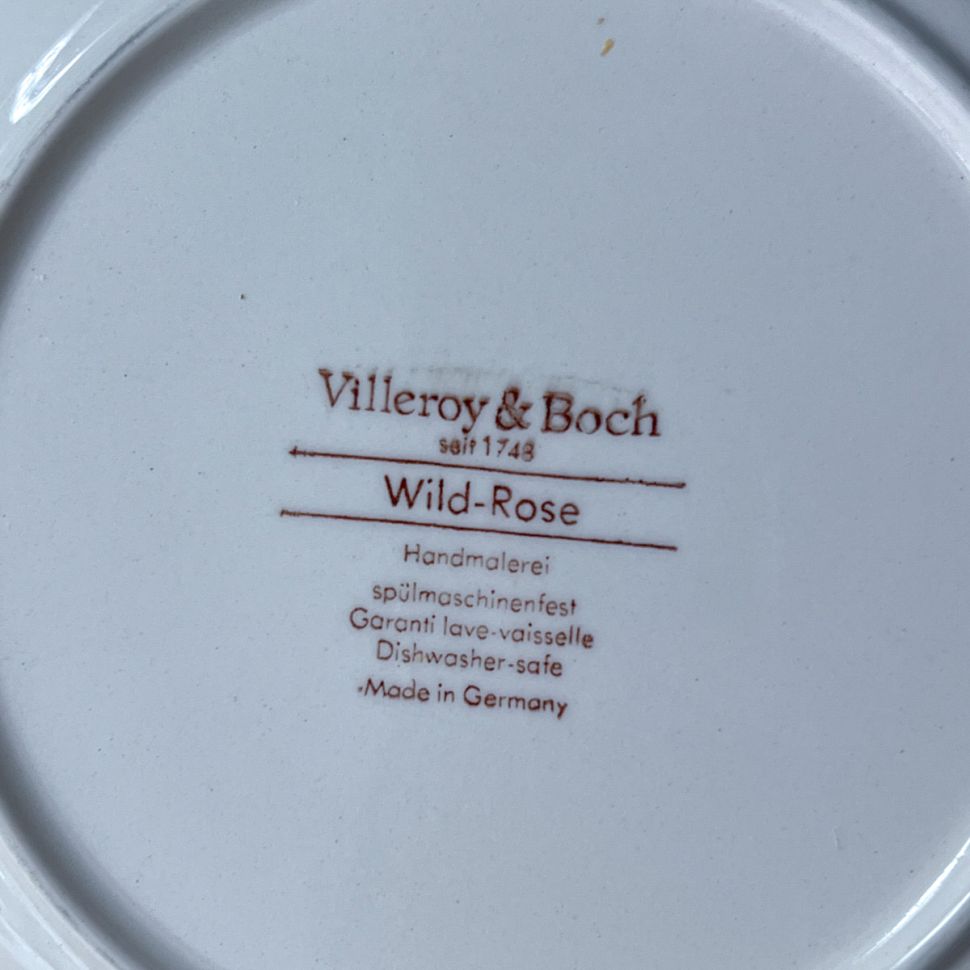 Villeroy & Boch
seit 1748
Wild-Rose
Handmalerei
spülmaschinenfest
Garanti lave-vaisselle
Dishwasher-safe
Made in Germany